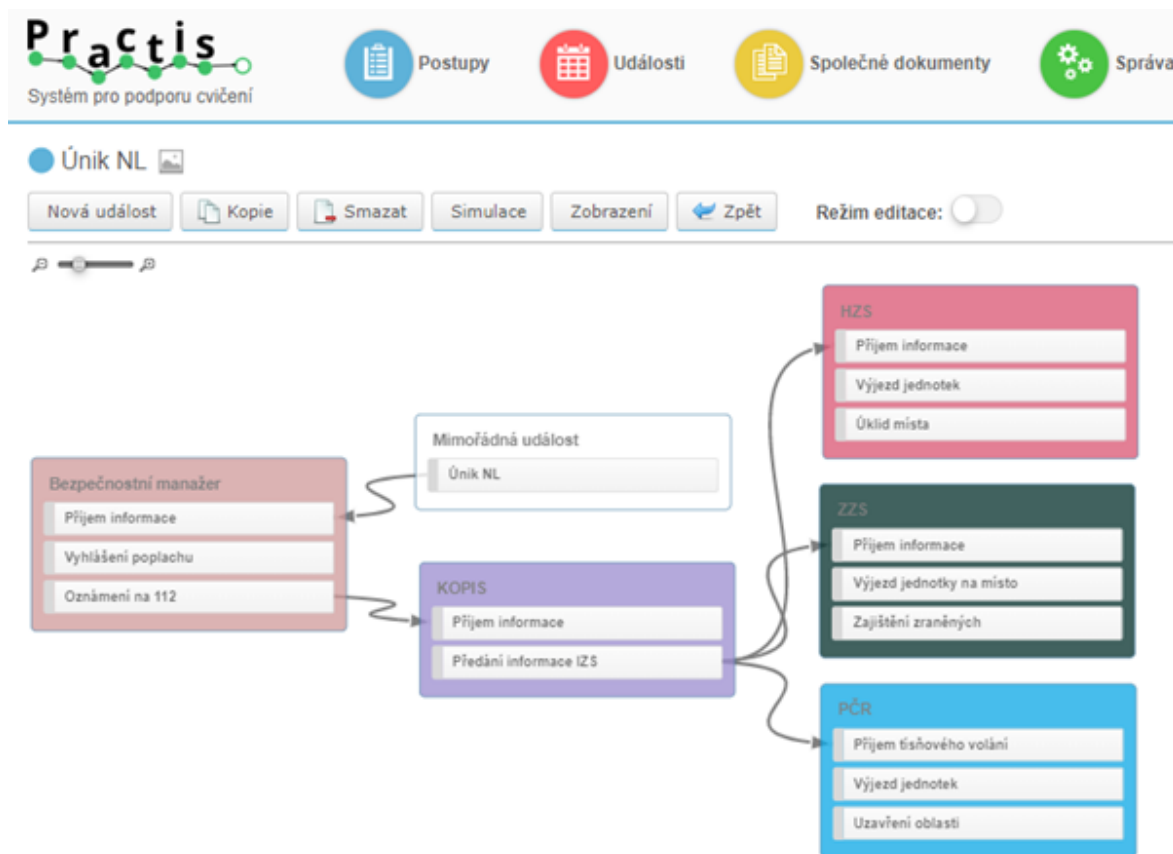 Practis
Systém pro podporu cvičení
Postupy
Události
Společné dokumenty
Správa
Únik NL
Nová událost
Kopie
Smazat
Simulace
Zobrazení
Zpět
Režim editace:
Bezpečnostní manažer
Příjem informace
Vyhlášení poplachu
Oznámení na 112
Mimořádná událost
Únik NL
KOPIS
Příjem informace
Předání informace IZS
HZS
Příjem informace
Výjezd jednotek
Úklid místa
ZZS
Příjem informace
Výjezd jednotky na místo
Zajištění zraněných
PČR
Příjem tísňového volání
Výjezd jednotek
Uzavření oblasti